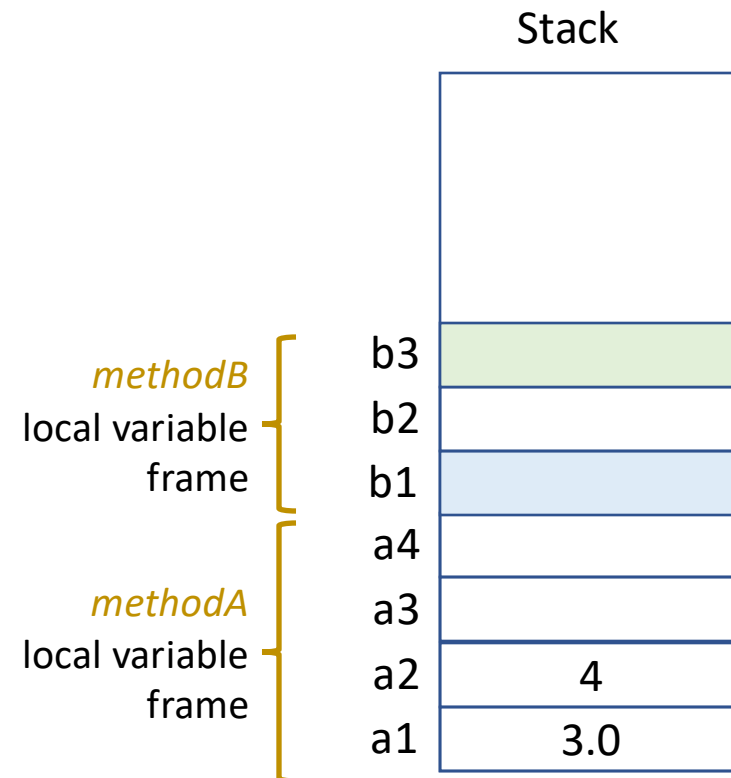 Stack
b3
methodB
local variable
frame
b2
b1
a4
a3
methodA
local variable
frame
a2 4
a1 3.0